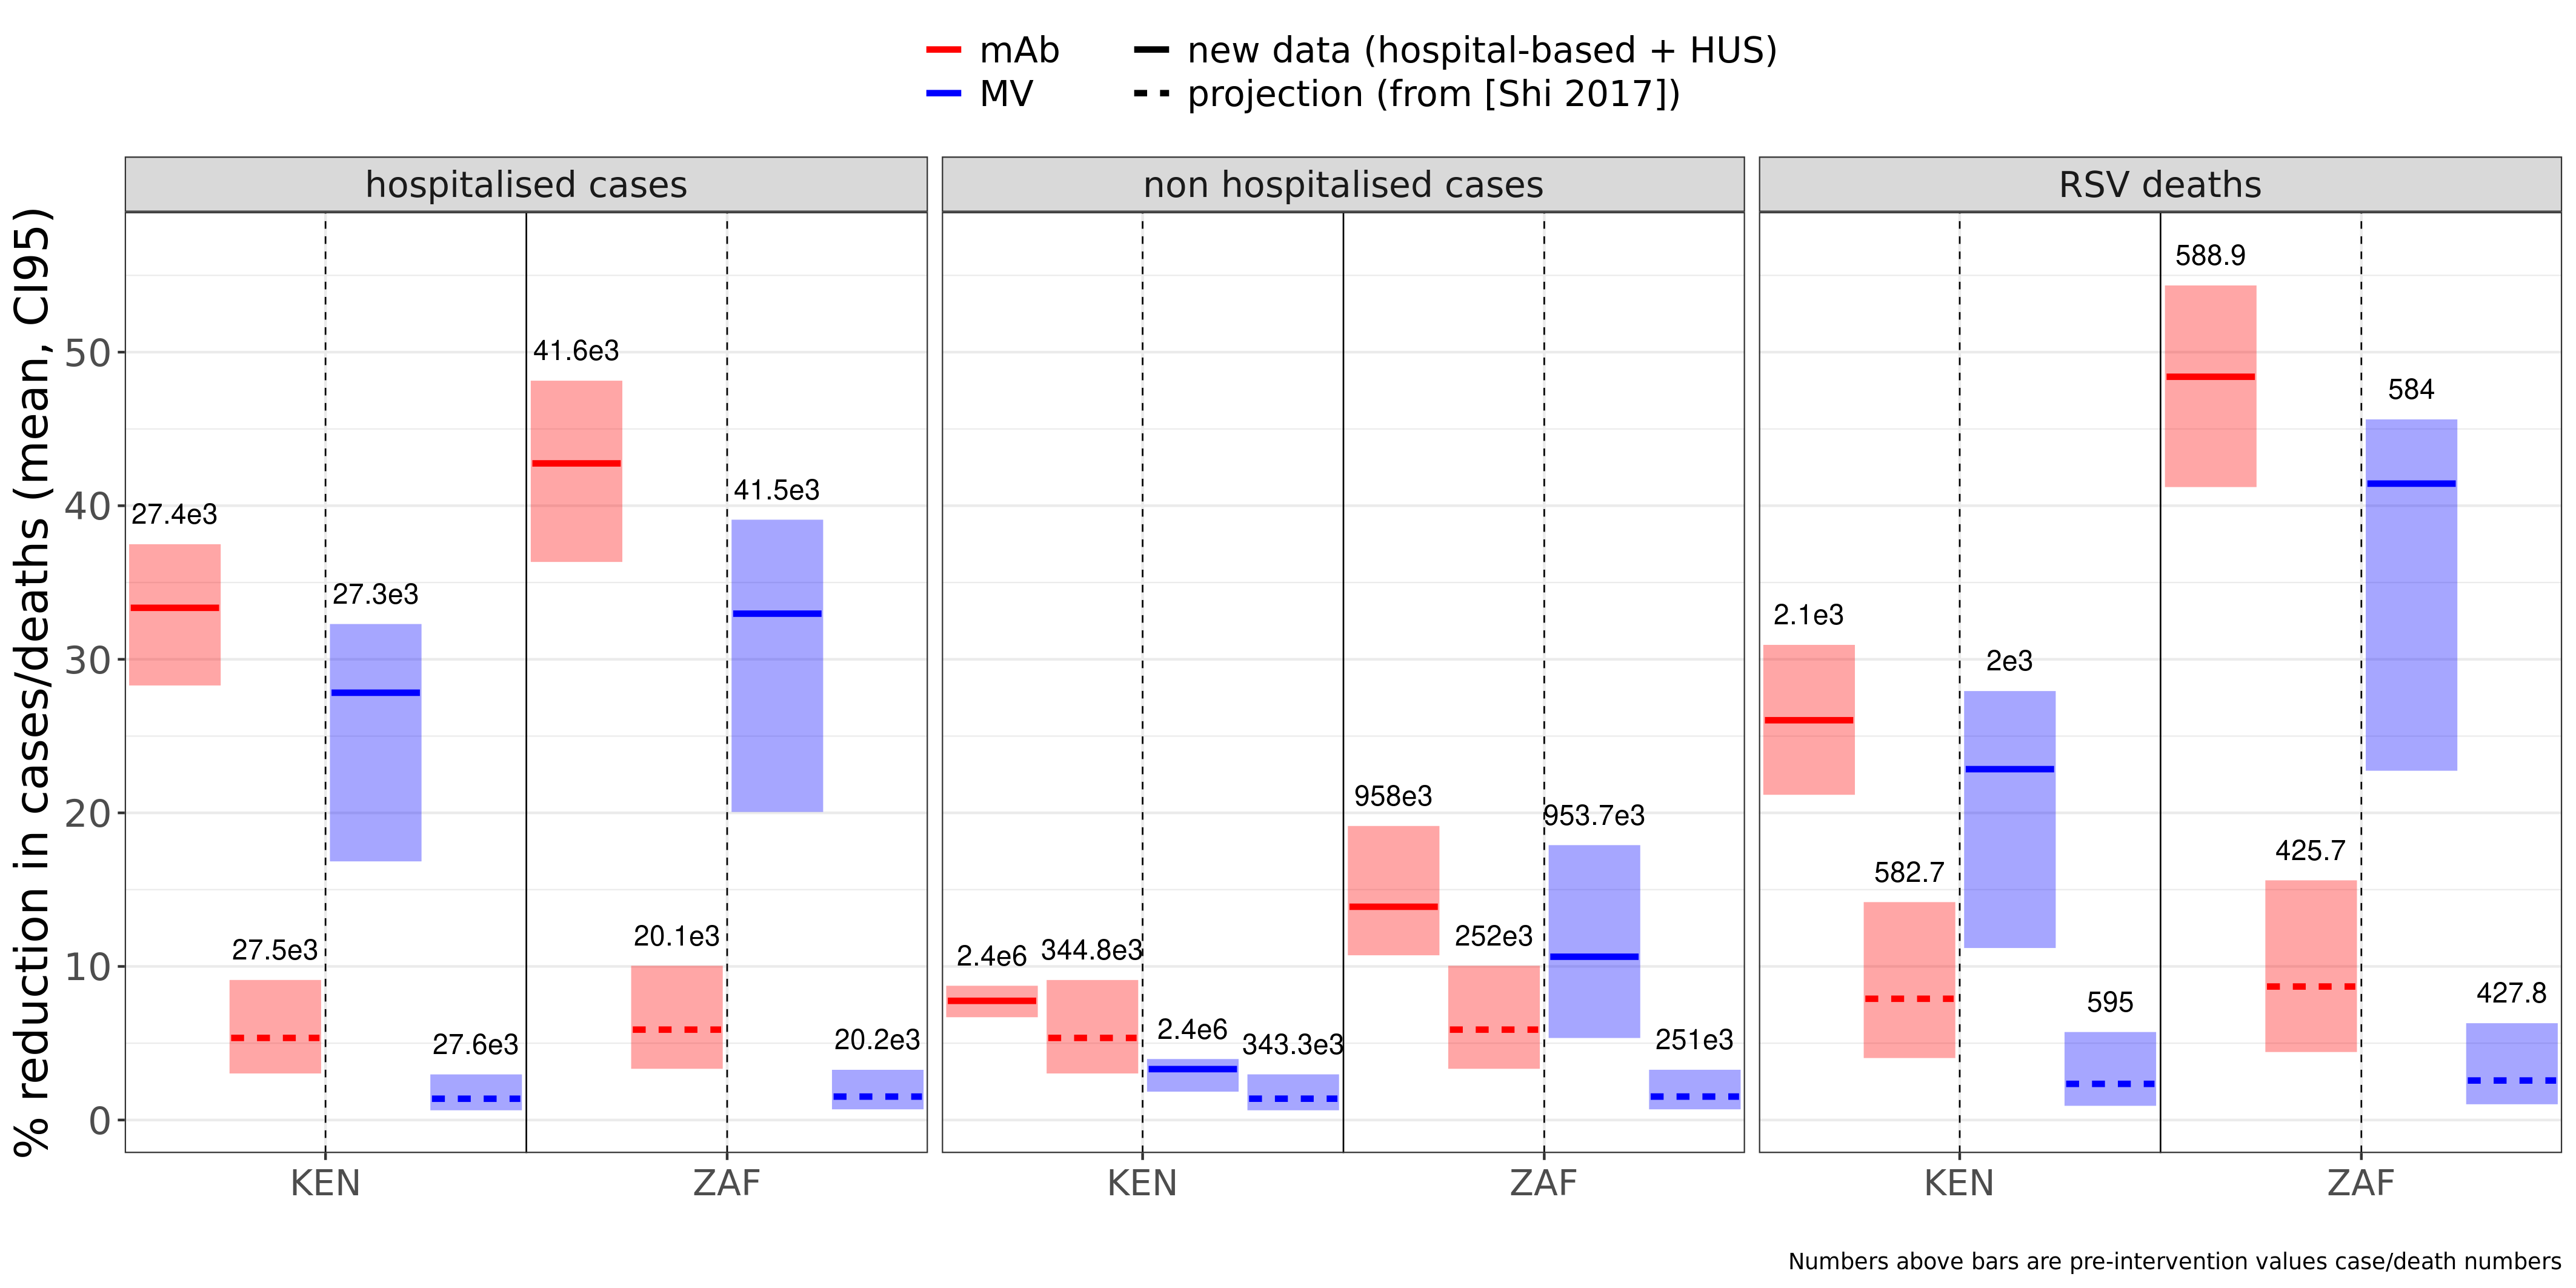 mAb
MV
new data (hospital-based + HUS)
projection (from [Shi 2017])
% reduction in cases/deaths (mean, CI95)
50
40
30
20
10
0
hospitalised cases
27.4e3
27.5e3
27.3e3
27.6e3
41.6e3
20.1e3
41.5e3
20.2e3
KEN
ZAF
non hospitalised cases
2.4e6
344.8e3
2.4e6
343.3e3
958e3
252e3
953.7e3
251e3
KEN
ZAF
RSV deaths
2.1e3
582.7
2e3
595
588.9
425.7
584
427.8
KEN
ZAF
Numbers above bars are pre-intervention values case/death numbers